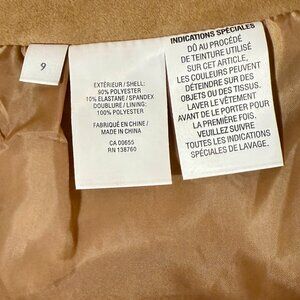 9
EXTÉRIEUR / SHELL:
90% POLYESTER
10% ELASTANE / SPANDEX
DOUBLURE / LINING:
100% POLYESTER
FABRIQUÉ EN CHINE /
MADE IN CHINA
CA 00655
RN 138760
INDICATIONS SPÉCIALES
DÛ AU PROCÉDÉ
DE TEINTURE UTILISÉ
SUR CET ARTICLE,
LES COULEURS PEUVENT
DÉTEINDRE SUR DES
OBJETS OU DES TISSUS.
LAVER LE VÊTEMENT
AVANT DE LE PORTER POUR
LA PREMIÈRE FOIS.
VEUILLEZ SUIVRE
TOUTES LES INDICATIONS
SPÉCIALES DE LAVAGE.